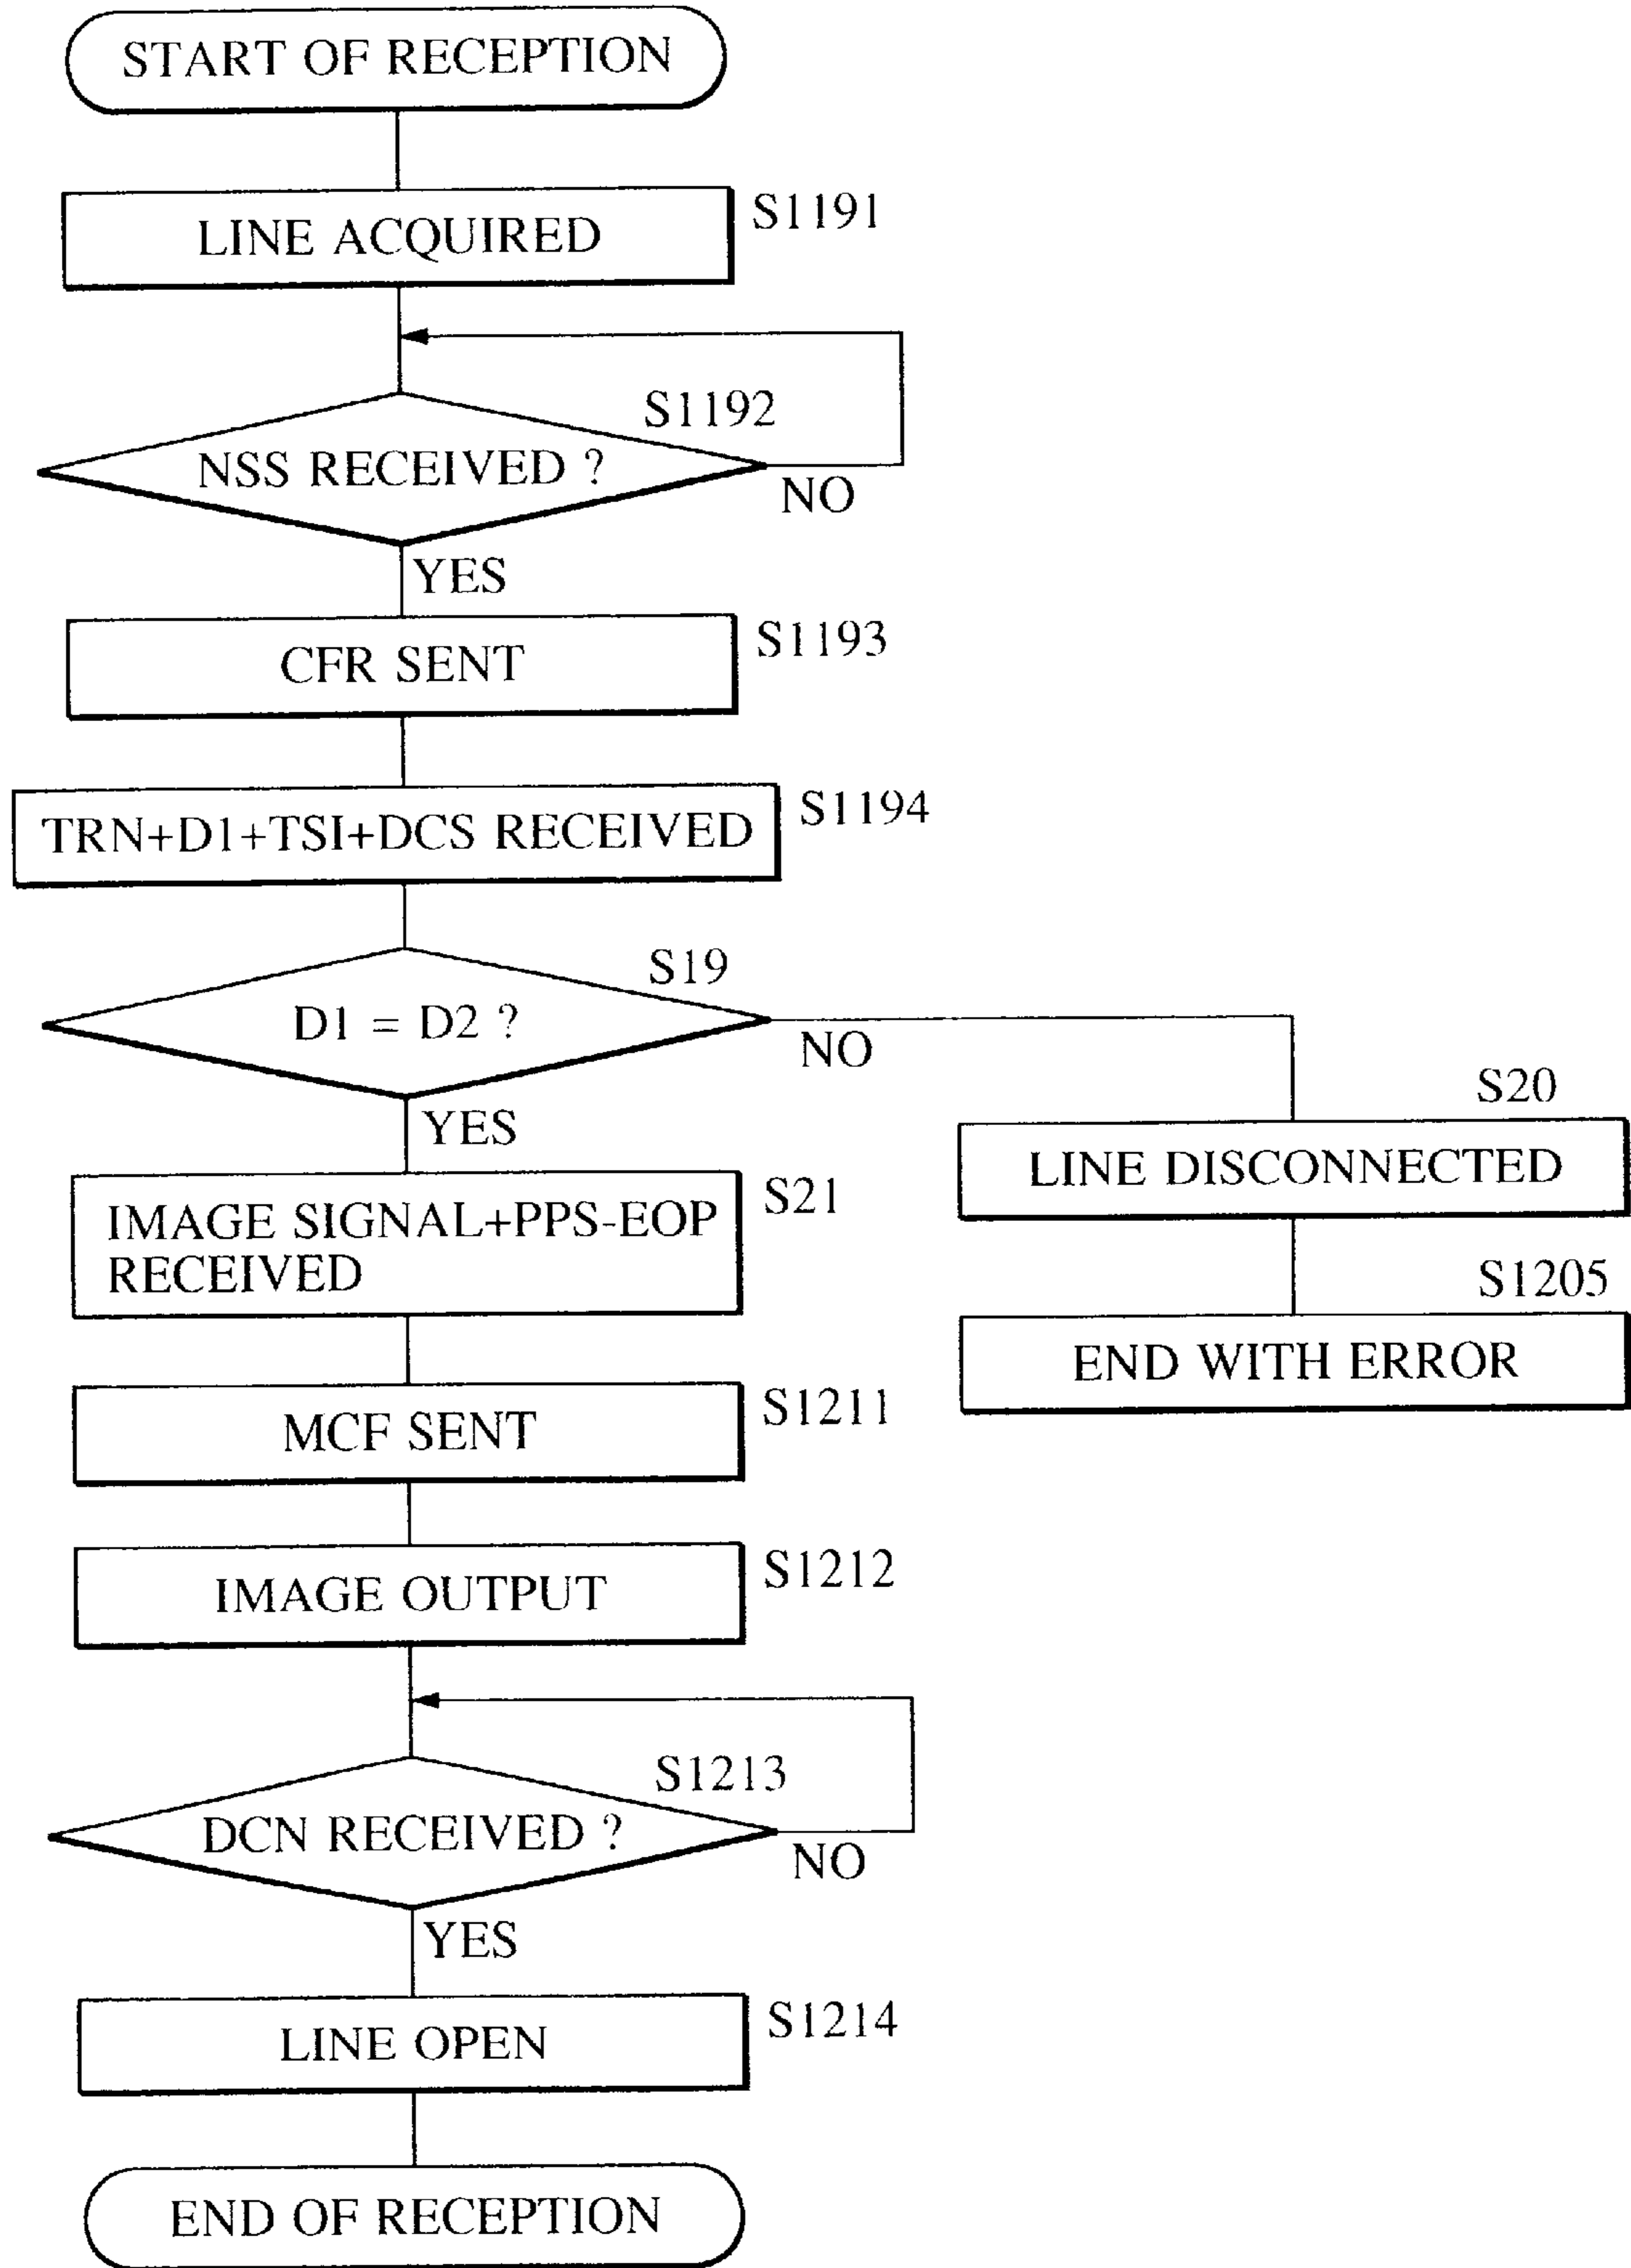 START OF RECEPTION
LINE ACQUIRED
S1191
S1192
NSS RECEIVED ?
NO
YES
CFR SENT
S1193
TRN+D1+TSI+DCS RECEIVED
S1194
S19
D1 = D2 ?
NO
YES
S20
LINE DISCONNECTED
IMAGE SIGNAL+PPS-EOP
RECEIVED
S21
S1205
END WITH ERROR
MCF SENT
S1211
IMAGE OUTPUT
S1212
S1213
DCN RECEIVED ?
NO
YES
LINE OPEN
S1214
END OF RECEPTION